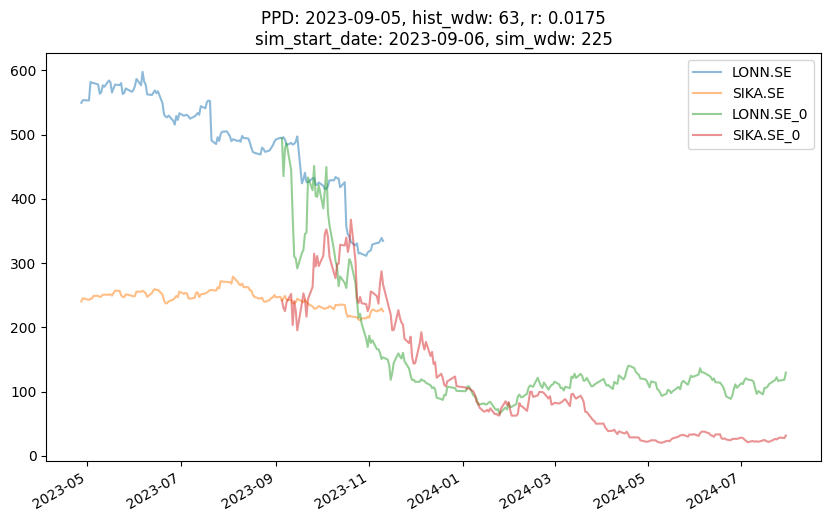 PPD: 2023-09-05, hist_wdw: 63, r: 0.0175
sim_start_date: 2023-09-06, sim_wdw: 225
LONN.SE
SIKA.SE
LONN.SE_0
SIKA.SE_0
600
500
400
300
200
100
0
2023-05
2023-07
2023-09
2023-11
2024-01
2024-03
2024-05
2024-07